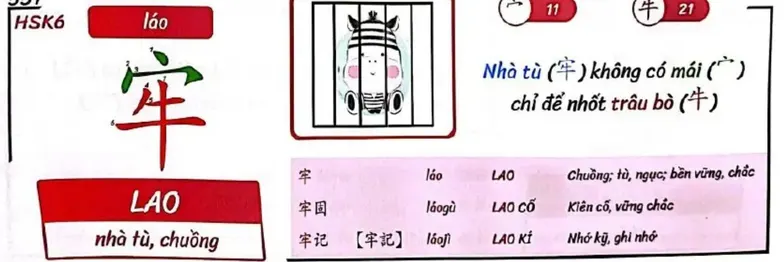 HSK6
láo
牢
LAO
nhà tù, chuồng
宀 11
牛 21
Nhà tù (牢) không có mái (宀)
chỉ để nhốt trâu bò (牛)
牢 láo LAO Chuồng; tù, ngục; bền vững, chắc
牢固 láogù LAO CỐ Kiên cố, vững chắc
牢记 【牢記】 láojì LAO KÍ Nhớ kỹ, ghi nhớ